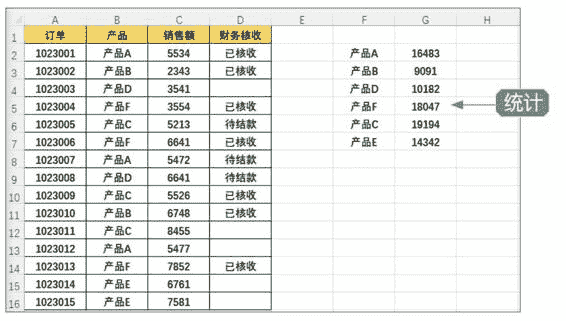 A B C D E F G H
1 订单 产品 销售额 财务核收
2 1023001 产品A 5534 已核收 产品A 16483
3 1023002 产品B 2343 已核收 产品B 9091
4 1023003 产品D 3541 产品D 10182
5 1023004 产品F 3554 已核收 产品F 18047 统计
6 1023005 产品C 5213 待结款 产品C 19194
7 1023006 产品F 6641 已核收 产品E 14342
8 1023007 产品A 5472 待结款
9 1023008 产品D 6641 待结款
10 1023009 产品C 5526 已核收
11 1023010 产品B 6748 已核收
12 1023011 产品C 8455
13 1023012 产品A 5477
14 1023013 产品F 7852 已核收
15 1023014 产品E 6761
16 1023015 产品E 7581